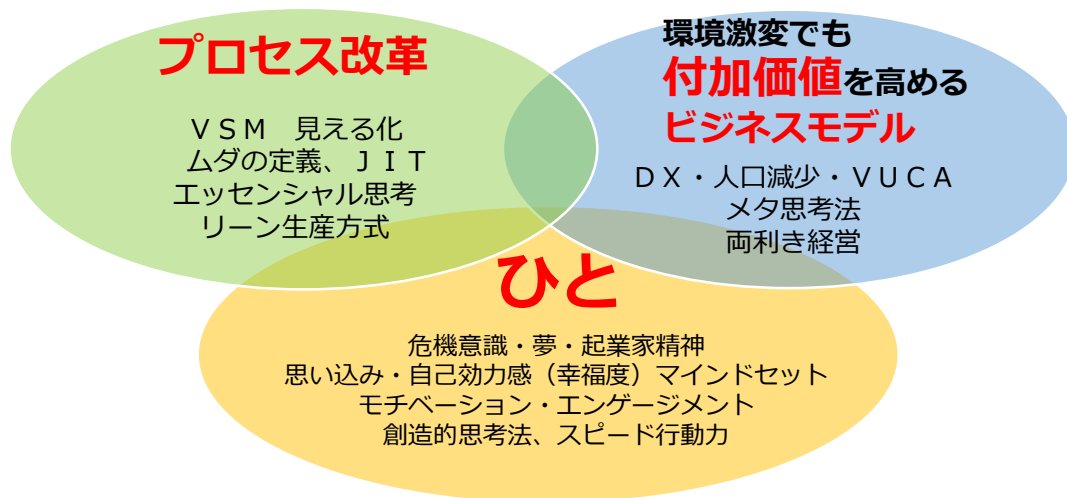 プロセス改革
ＶＳＭ　見える化
ムダの定義、ＪＩＴ
エッセンシャル思考
リーン生産方式
環境激変でも
付加価値を高める
ビジネスモデル
ＤＸ・人口減少・ＶＵＣＡ
メタ思考法
両利き経営
ひと
危機意識・夢・起業家精神
思い込み・自己効力感（幸福度）マインドセット
モチベーション・エンゲージメント
創造的思考法、スピード行動力